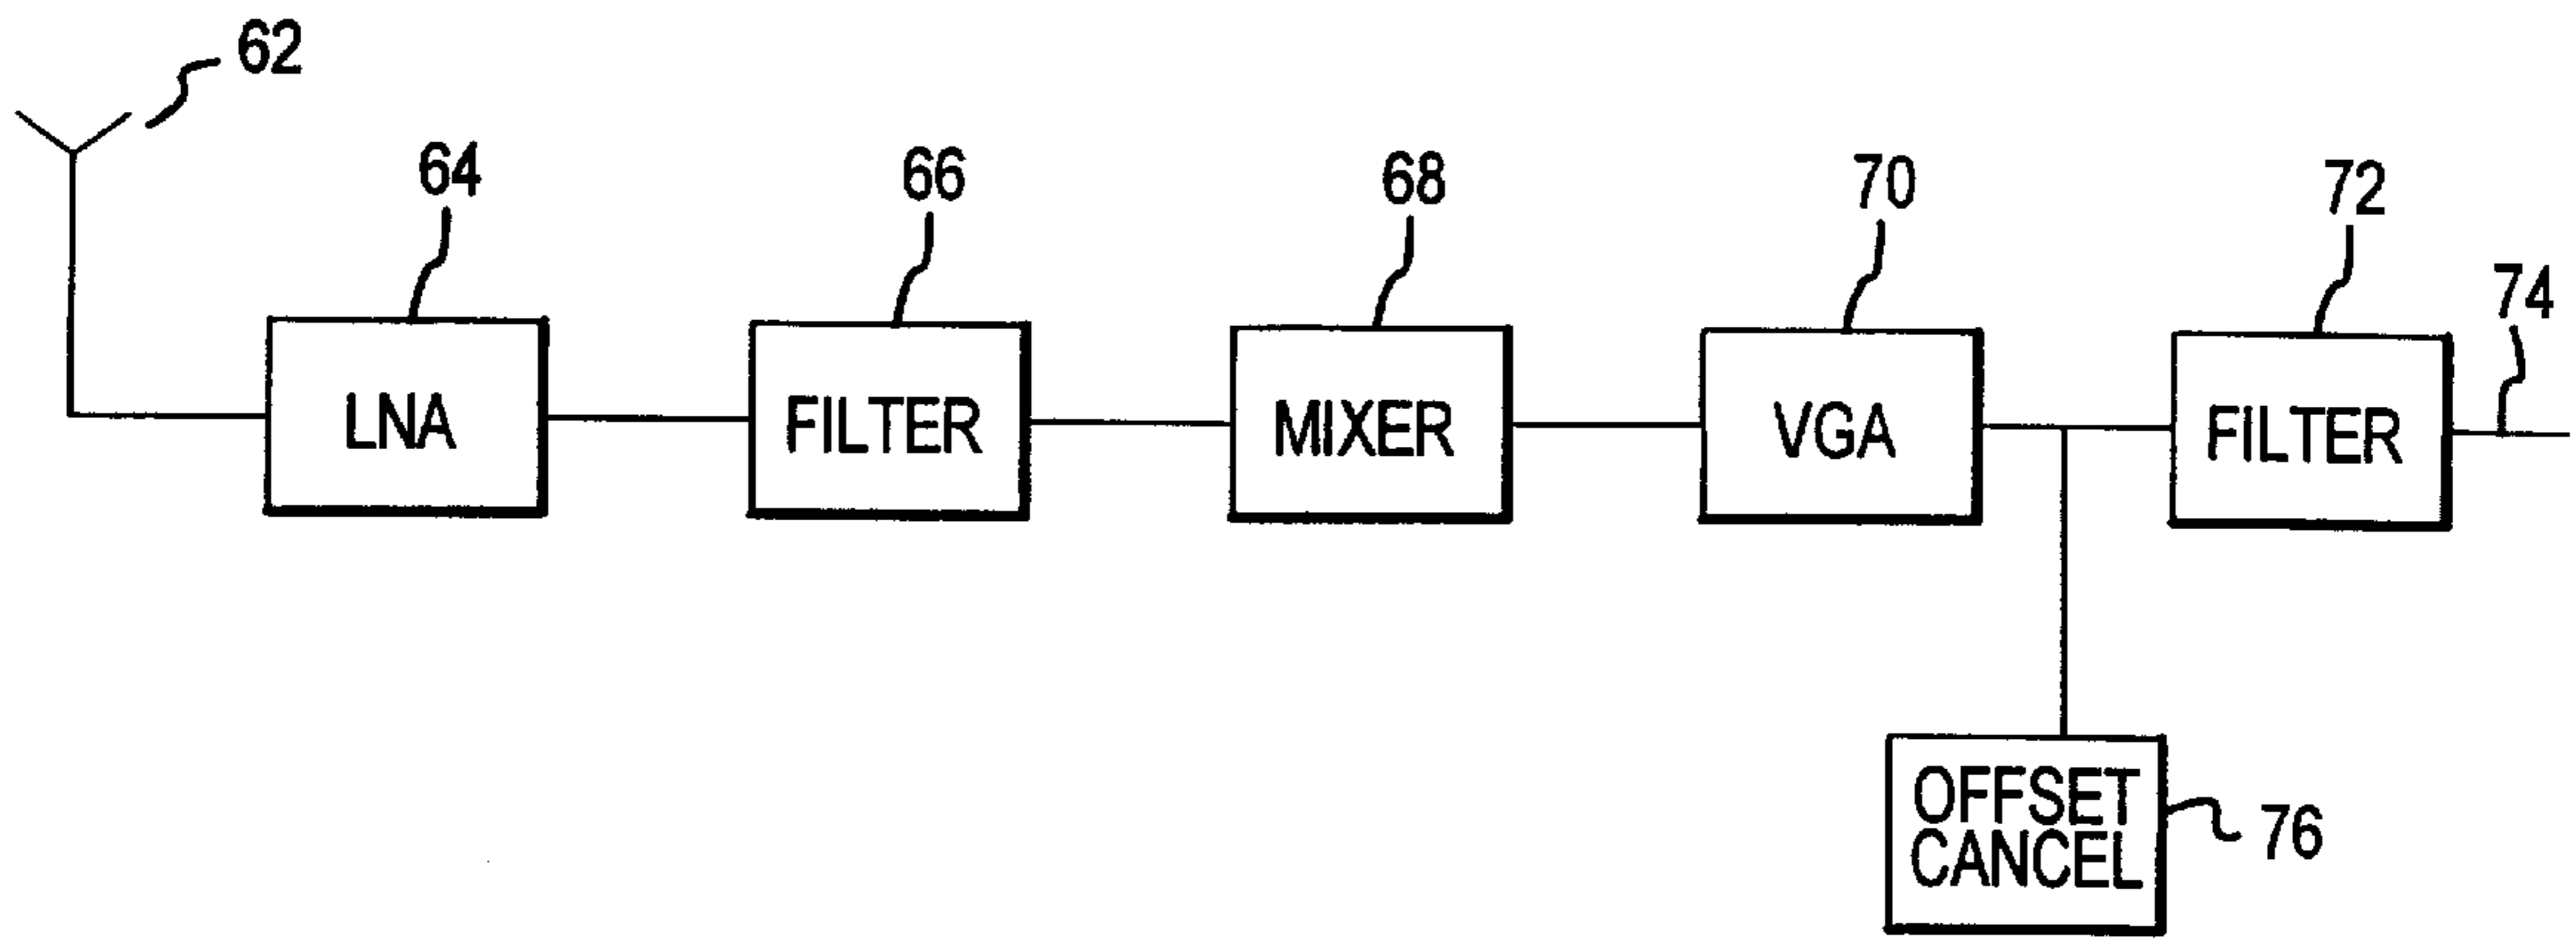 62
64
66
68
70
72
74
LNA
FILTER
MIXER
VGA
FILTER
OFFSET
CANCEL
76